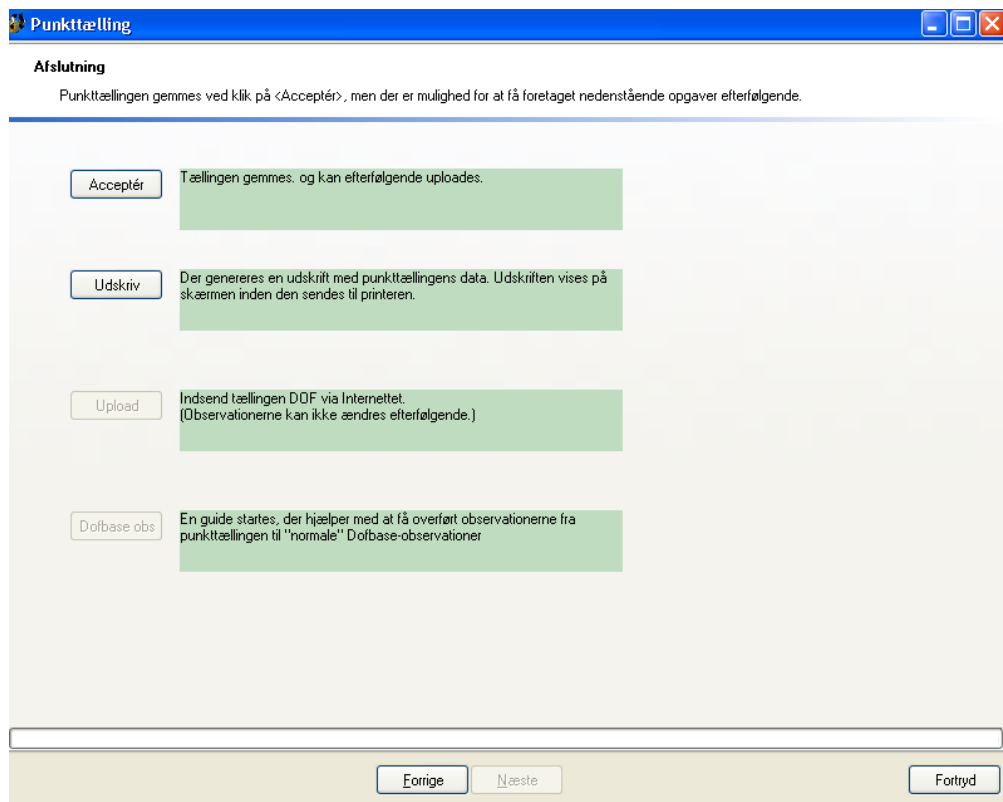 Punkttælling
Afslutning
Punkttællingen gemmes ved klik på <Acceptér>, men der er mulighed for at få foretaget nedenstående opgaver efterfølgende.
Acceptér
Tællingen gemmes. og kan efterfølgende uploades.
Udskriv
Der genereres en udskrift med punkttællingens data. Udskriften vises på
skærmen inden den sendes til printeren.
Upload
Indsend tællingen DOF via Internettet.
(Observationerne kan ikke ændres efterfølgende.)
Dofbase obs
En guide startes, der hjælper med at få overført observationerne fra
punkttællingen til "normale" Dofbase-observationer
Forrige
Næste
Fortryd